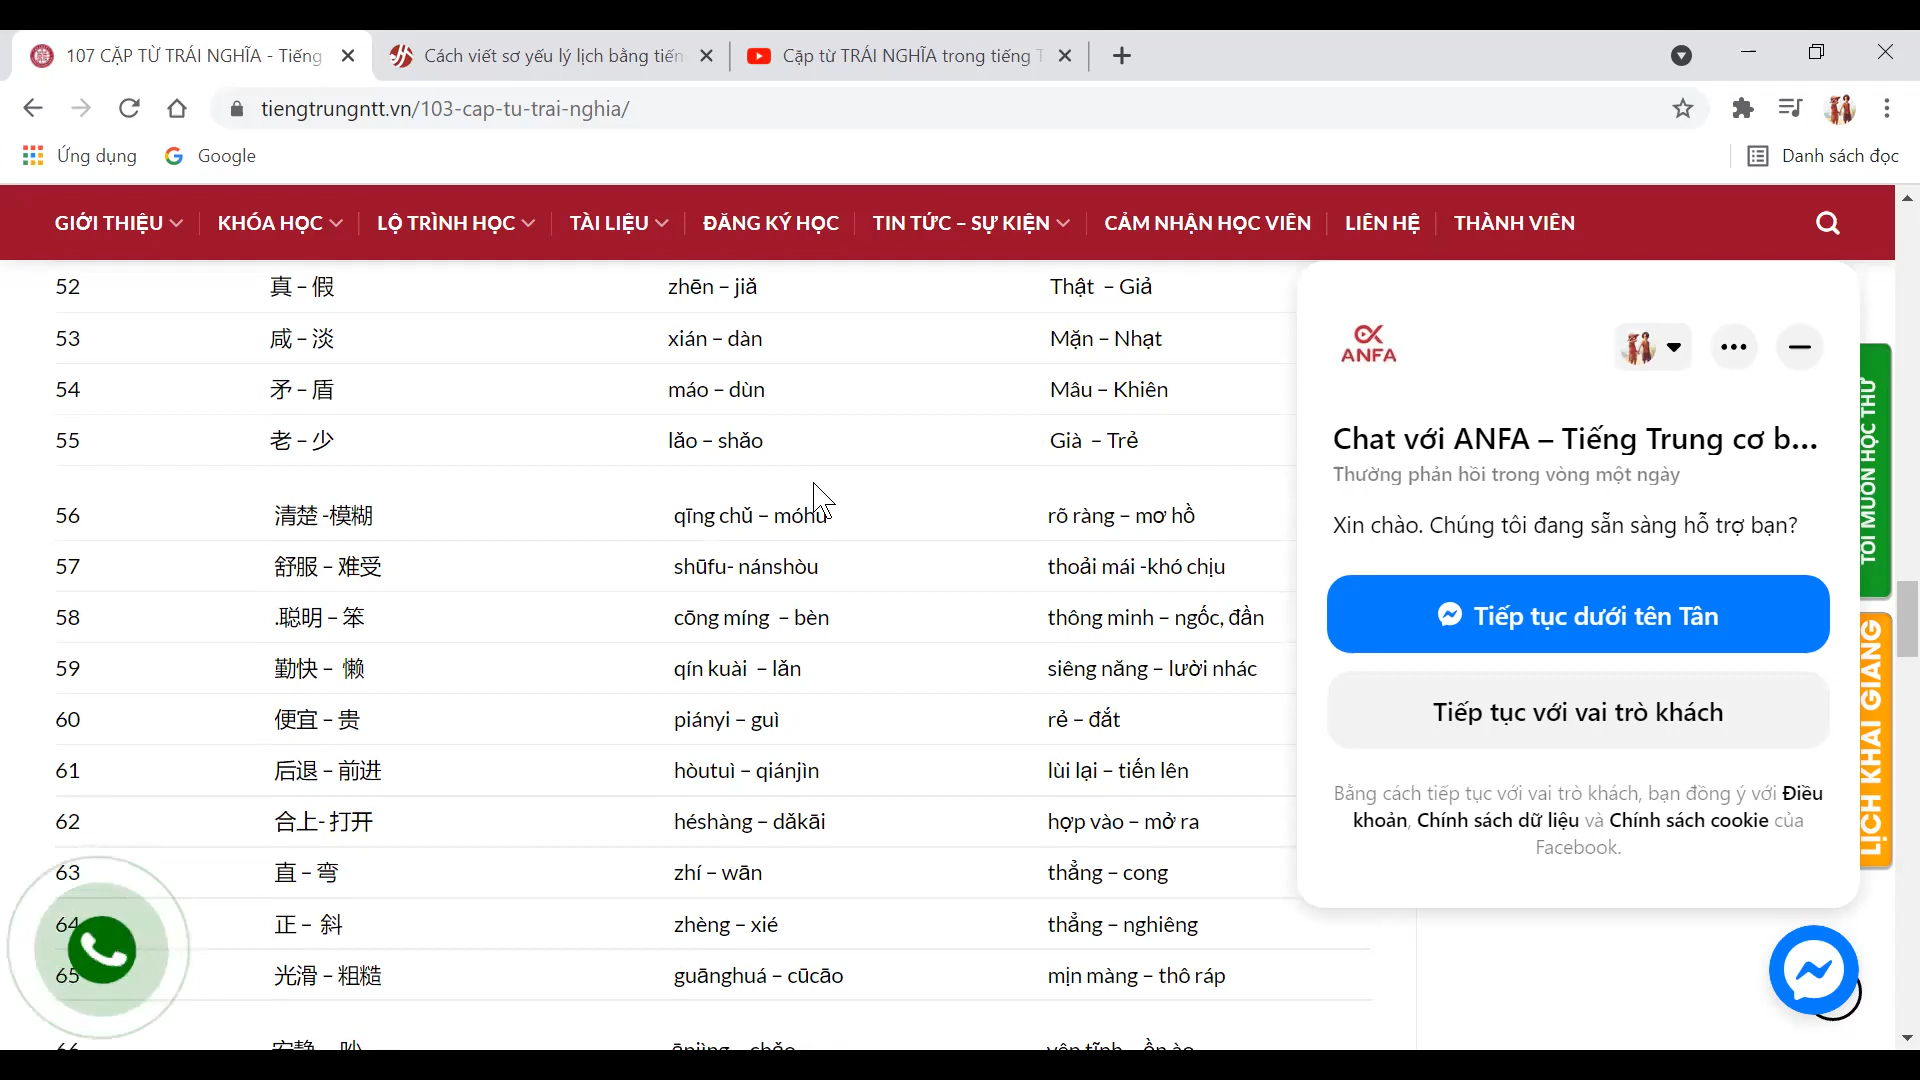 107 CẶP TỪ TRÁI NGHĨA - Tiếng
Cách viết sơ yếu lý lịch bằng tiến
Cặp từ TRÁI NGHĨA trong tiếng T
tiengtrungntt.vn/103-cap-tu-trai-nghia/
Ứng dụng
Google
Danh sách đọc
GIỚI THIỆU
KHÓA HỌC
LỘ TRÌNH HỌC
TÀI LIỆU
ĐĂNG KÝ HỌC
TIN TỨC – SỰ KIỆN
CẢM NHẬN HỌC VIÊN
LIÊN HỆ
THÀNH VIÊN
52 真 – 假 zhēn – jiǎ Thật – Giả
53 咸 – 淡 xián – dàn Mặn – Nhạt
54 矛 – 盾 máo – dùn Mâu – Khiên
55 老 – 少 lǎo – shǎo Già – Trẻ
56 清楚 -模糊 qīng chǔ – móhu rõ ràng – mơ hồ
57 舒服 – 难受 shūfu- nánshòu thoải mái -khó chịu
58 .聪明 – 笨 cōng míng – bèn thông minh – ngốc, đần
59 勤快 – 懒 qín kuài – lǎn siêng năng – lười nhác
60 便宜 – 贵 piányi – guì rẻ – đắt
61 后退 – 前进 hòutuì – qiánjìn lùi lại – tiến lên
62 合上- 打开 héshàng – dǎkāi hợp vào – mở ra
63 直 – 弯 zhí – wān thẳng – cong
64 正 – 斜 zhèng – xié thẳng – nghiêng
65 光滑 – 粗糙 guānghuá – cūcāo mịn màng – thô ráp
66 安静 – 吵 ānjìng – chǎo yên tĩnh – ồn ào
ANFA
Chat với ANFA – Tiếng Trung cơ b...
Thường phản hồi trong vòng một ngày
Xin chào. Chúng tôi đang sẵn sàng hỗ trợ bạn?
Tiếp tục dưới tên Tân
Tiếp tục với vai trò khách
Bằng cách tiếp tục với vai trò khách, bạn đồng ý với Điều
khoản, Chính sách dữ liệu và Chính sách cookie của
Facebook.
TÔI MUỐN HỌC THỬ
LỊCH KHAI GIẢNG